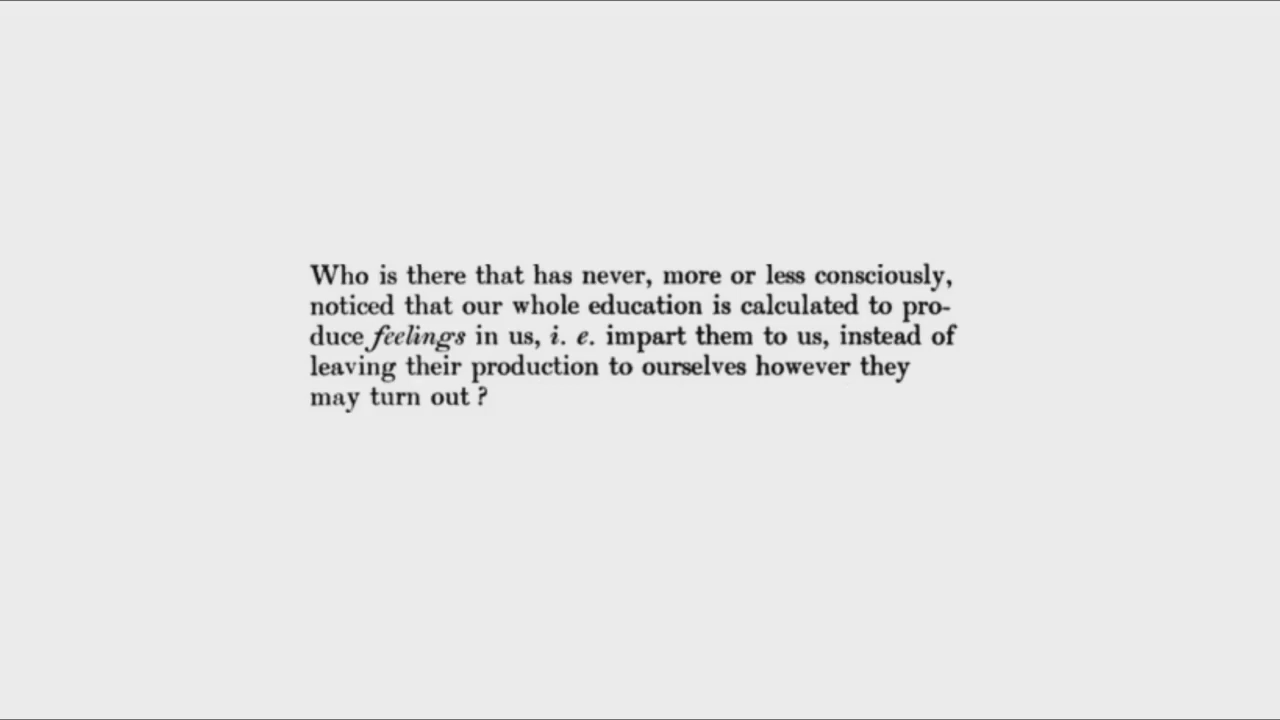 Who is there that has never, more or less consciously,
noticed that our whole education is calculated to pro-
duce feelings in us, i. e. impart them to us, instead of
leaving their production to ourselves however they
may turn out ?